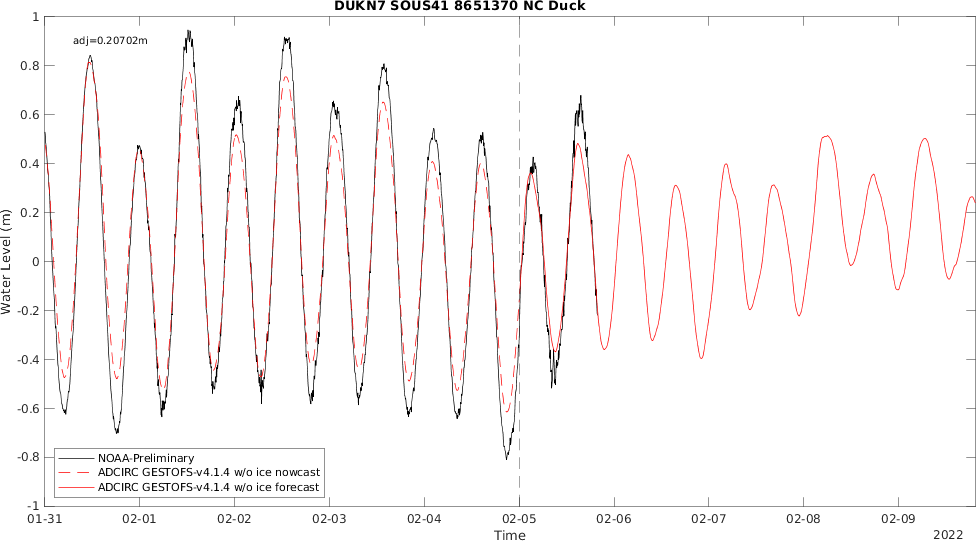 DUKN7 SOUS41 8651370 NC Duck
adj=0.20702m
1
0.8
0.6
0.4
0.2
0
-0.2
-0.4
-0.6
-0.8
-1
Water Level (m)
NOAA-Preliminary
ADCIRC GESTOFS-v4.1.4 w/o ice nowcast
ADCIRC GESTOFS-v4.1.4 w/o ice forecast
01-31 02-01 02-02 02-03 02-04 02-05 02-06 02-07 02-08 02-09
Time
2022